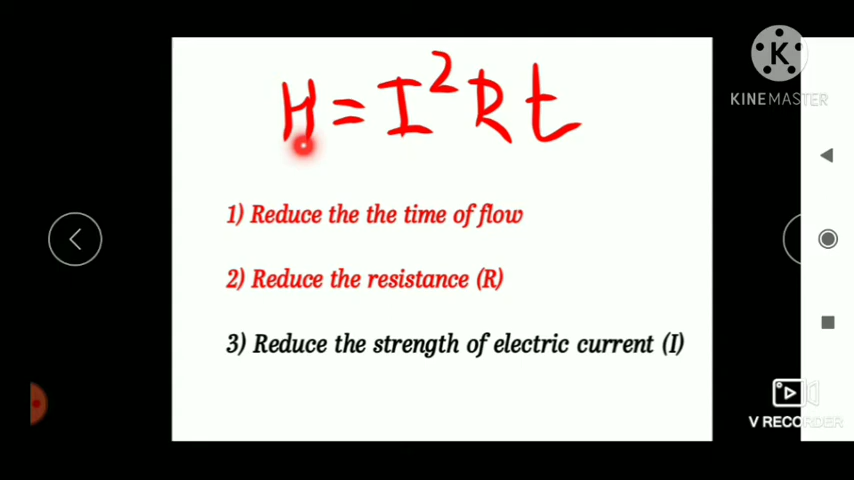 H = I²Rt
KINEMASTER
1) Reduce the the time of flow
2) Reduce the resistance (R)
3) Reduce the strength of electric current (I)
V RECORDER